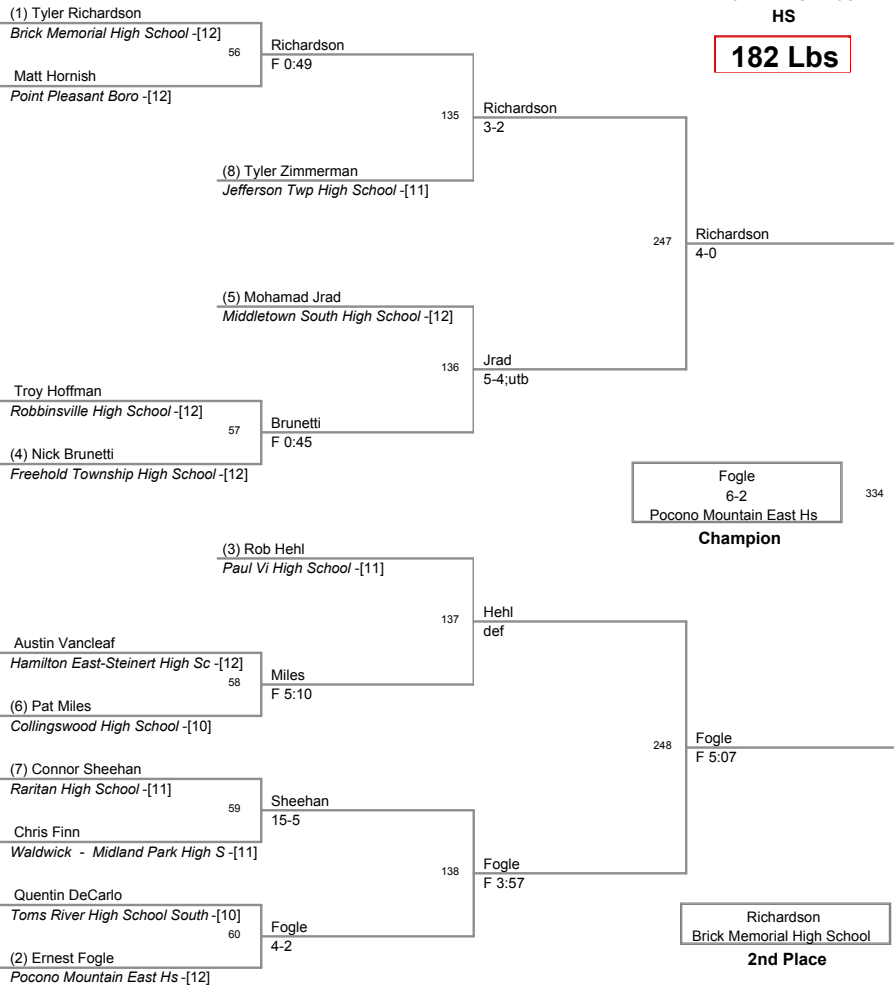 HS
182 Lbs
(1) Tyler Richardson
Brick Memorial High School -[12]
56
Richardson
F 0:49
Matt Hornish
Point Pleasant Boro -[12]
135
Richardson
3-2
(8) Tyler Zimmerman
Jefferson Twp High School -[11]
247
Richardson
4-0
(5) Mohamad Jrad
Middletown South High School -[12]
136
Jrad
5-4;utb
Troy Hoffman
Robbinsville High School -[12]
57
Brunetti
F 0:45
(4) Nick Brunetti
Freehold Township High School -[12]
Fogle
6-2
Pocono Mountain East Hs
334
Champion
(3) Rob Hehl
Paul Vi High School -[11]
137
Hehl
def
Austin Vancleaf
Hamilton East-Steinert High Sc -[12]
58
Miles
F 5:10
(6) Pat Miles
Collingswood High School -[10]
248
Fogle
F 5:07
(7) Connor Sheehan
Raritan High School -[11]
59
Sheehan
15-5
Chris Finn
Waldwick - Midland Park High S -[11]
138
Fogle
F 3:57
Quentin DeCarlo
Toms River High School South -[10]
60
Fogle
4-2
(2) Ernest Fogle
Pocono Mountain East Hs -[12]
Richardson
Brick Memorial High School
2nd Place